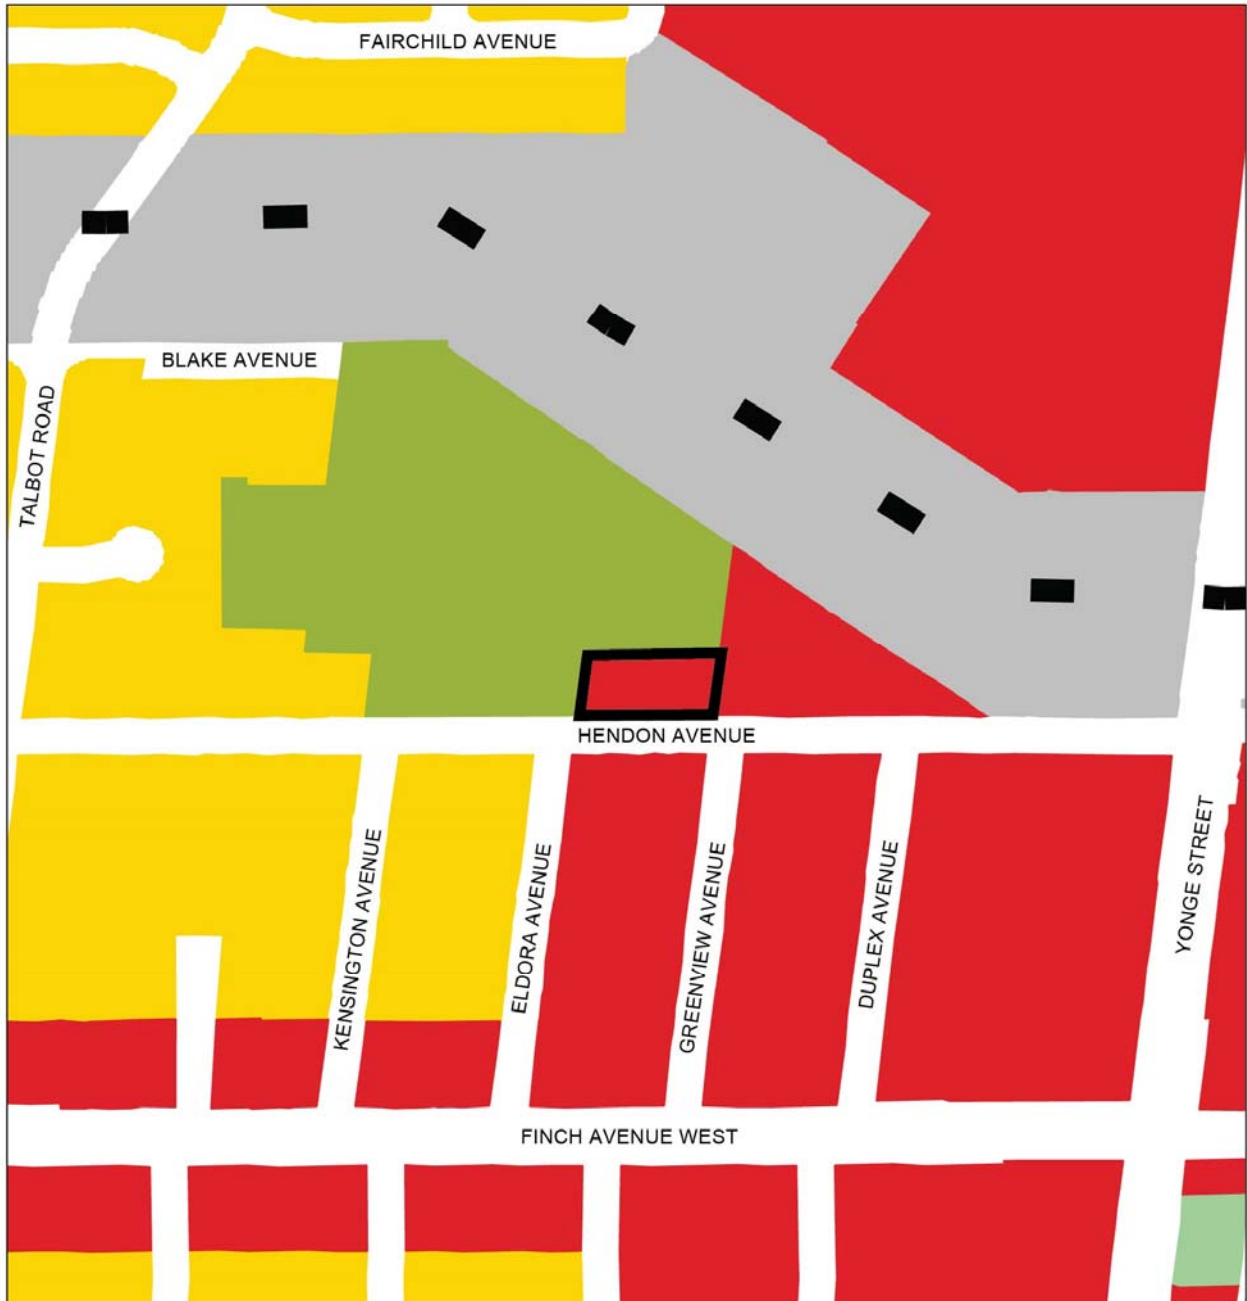 FAIRCHILD AVENUE
BLAKE AVENUE
TALBOT ROAD
HENDON AVENUE
KENSINGTON AVENUE
ELDORA AVENUE
GREENVIEW AVENUE
DUPLEX AVENUE
YONGE STREET
FINCH AVENUE WEST